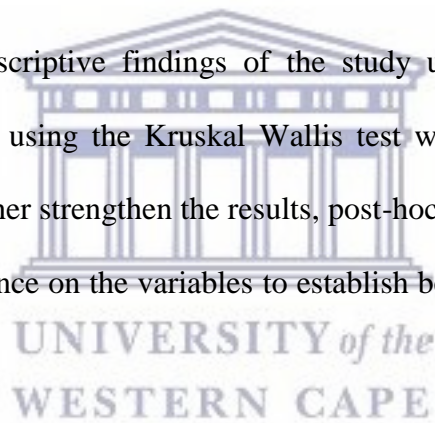 scriptive findings of the study u
using the Kruskal Wallis test w
her strengthen the results, post-hoc
nce on the variables to establish be
UNIVERSITY of the
WESTERN CAPE